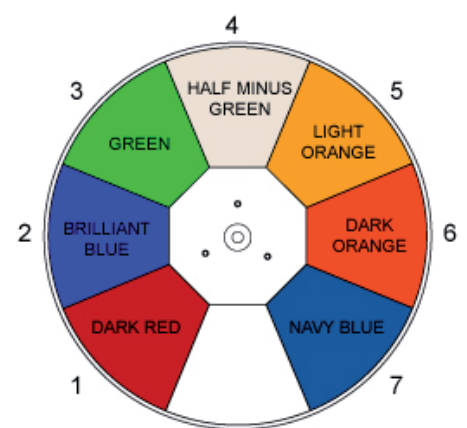 4
HALF MINUS
GREEN
3
5
GREEN
LIGHT
ORANGE
2
BRILLIANT
BLUE
DARK
ORANGE
6
DARK RED
NAVY BLUE
1
7